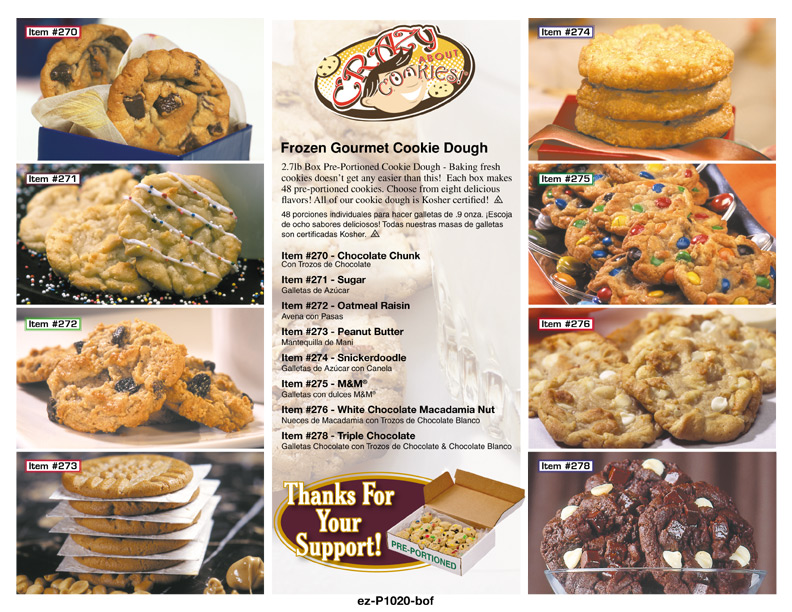 Item #270
Item #271
Item #272
Item #273
CRAZY
ABOUT
COOKIES!
Frozen Gourmet Cookie Dough
2.7lb Box Pre-Portioned Cookie Dough - Baking fresh
cookies doesn't get any easier than this!  Each box makes
48 pre-portioned cookies. Choose from eight delicious
flavors! All of our cookie dough is Kosher certified!
48 porciones individuales para hacer galletas de .9 onza. ¡Escoja
de ocho sabores deliciosos! Todas nuestras masas de galletas
son certificadas Kosher.
Item #270 - Chocolate Chunk
Con Trozos de Chocolate
Item #271 - Sugar
Galletas de Azúcar
Item #272 - Oatmeal Raisin
Avena con Pasas
Item #273 - Peanut Butter
Mantequilla de Mani
Item #274 - Snickerdoodle
Galletas de Azúcar con Canela
Item #275 - M&M®
Galletas con dulces M&M®
Item #276 - White Chocolate Macadamia Nut
Nueces de Macadamia con Trozos de Chocolate Blanco
Item #278 - Triple Chocolate
Galletas Chocolate con Trozos de Chocolate & Chocolate Blanco
Thanks For
Your
Support!
PRE-PORTIONED
Item #274
Item #275
Item #276
Item #278
ez-P1020-bof